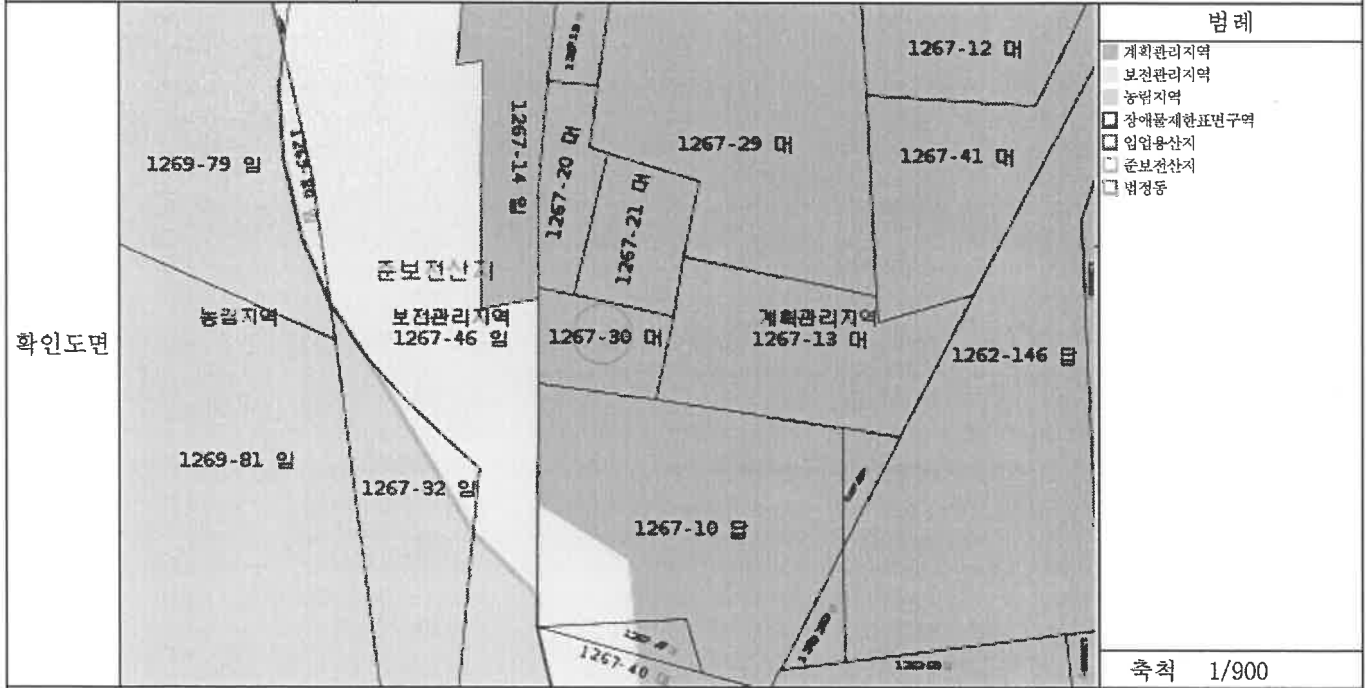 확인도면
1267-12 대
1267-29 대
1267-41 대
1267-14 임
1267-20 대
1267-21 대
1269-79 임
준보전산지
농림지역
보전관리지역
1267-46 임
1267-30 대
계획관리지역
1267-13 대
1262-146 답
1269-81 임
1267-32 임
1267-10 답
1267-40
범례
계획관리지역
보전관리지역
농림지역
장애물제한표면구역
임업용산지
준보전산지
법정동
축척 1/900